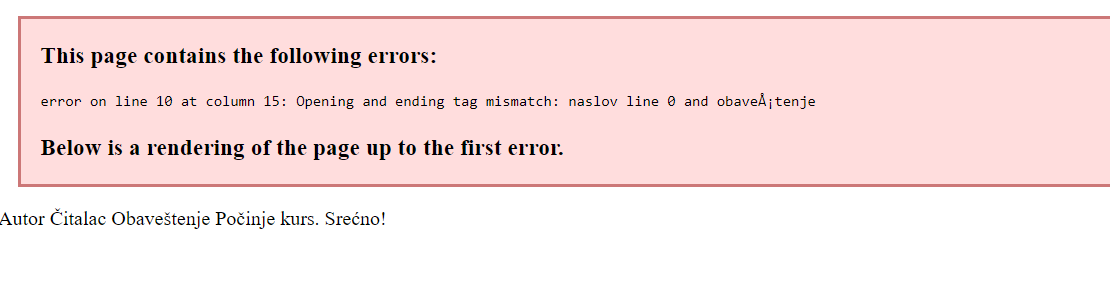 This page contains the following errors:
error on line 10 at column 15: Opening and ending tag mismatch: naslov line 0 and obaveÅ¡tenje
Below is a rendering of the page up to the first error.
Autor Čitalac Obaveštenje Počinje kurs. Srećno!